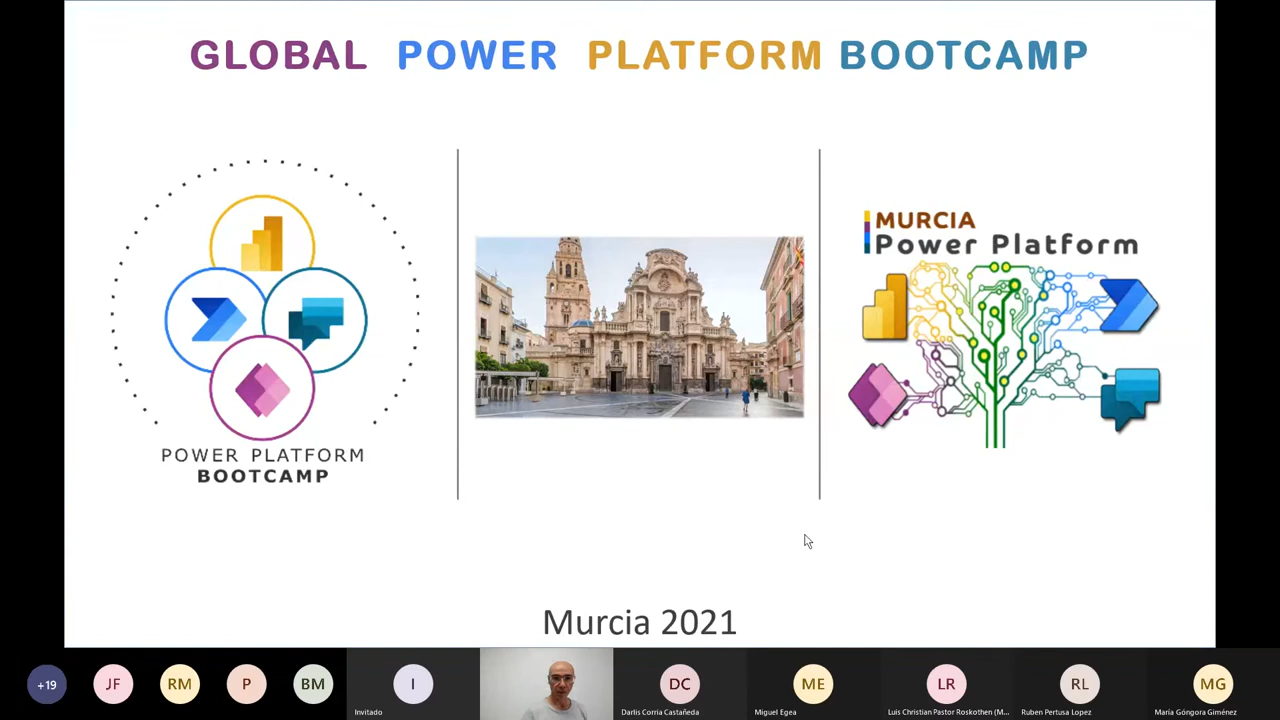 GLOBAL POWER PLATFORM BOOTCAMP
POWER PLATFORM
BOOTCAMP
MURCIA
Power Platform
Murcia 2021
+19
JF
RM
P
BM
I
Invitado
DC
Darlis Corria Castañeda
ME
Miguel Egea
LR
Luis Christian Pastor Roskothen (M...
RL
Ruben Pertusa Lopez
MG
María Góngora Giménez